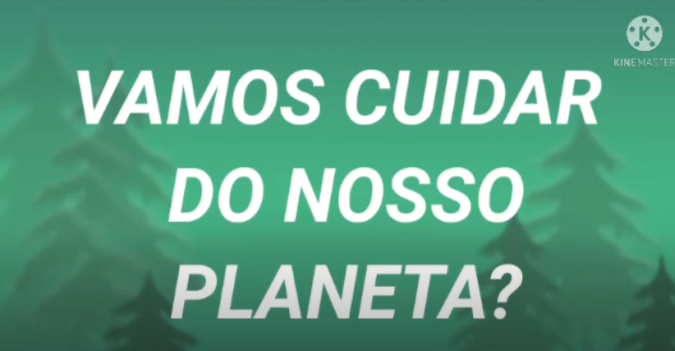 VAMOS CUIDAR
DO NOSSO
PLANETA?
K
KINEMASTER